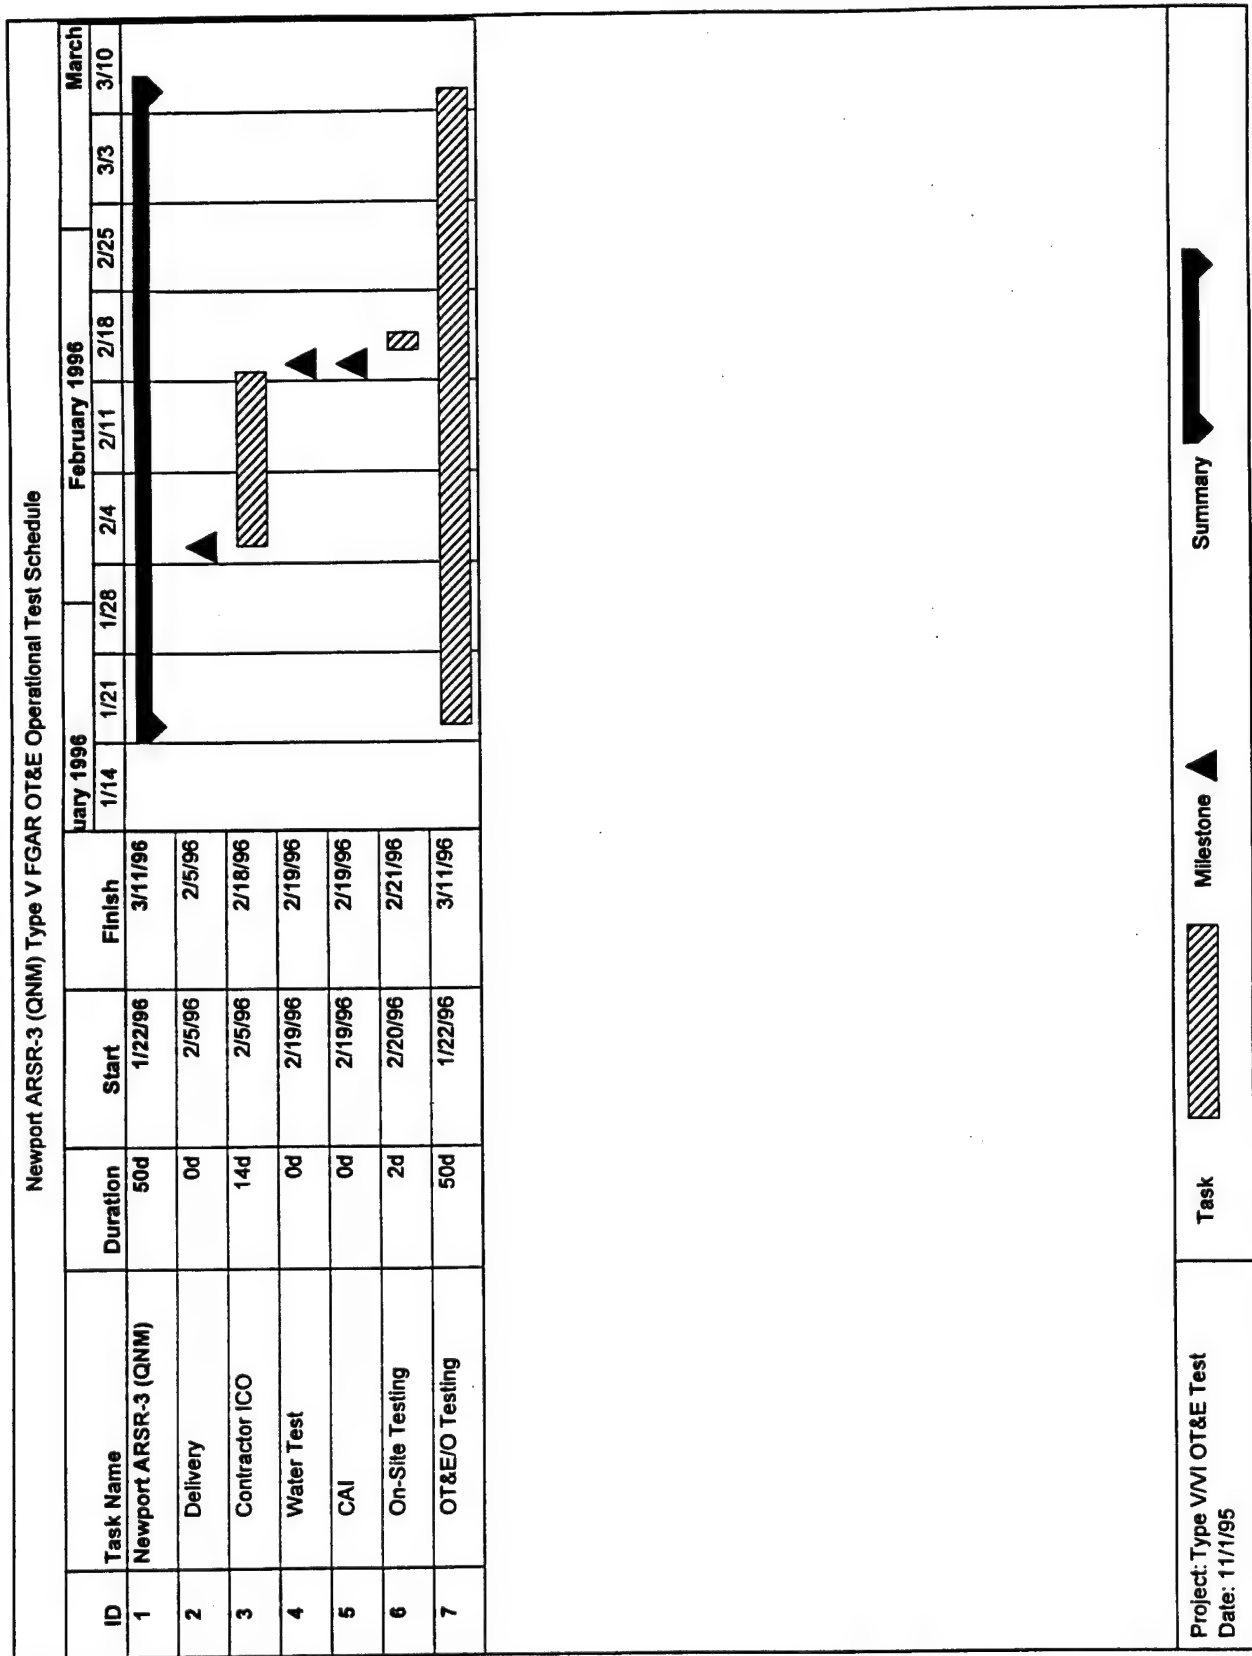 Newport ARSR-3 (QNM) Type V FGAR OT&E Operational Test Schedule
uary 1996 February 1996 March
ID Task Name Duration Start Finish 1/14 1/21 1/28 2/4 2/11 2/18 2/25 3/3 3/10
1 Newport ARSR-3 (QNM) 50d 1/22/96 3/11/96
2 Delivery 0d 2/5/96 2/5/96
3 Contractor ICO 14d 2/5/96 2/18/96
4 Water Test 0d 2/19/96 2/19/96
5 CAI 0d 2/19/96 2/19/96
6 On-Site Testing 2d 2/20/96 2/21/96
7 OT&E/O Testing 50d 1/22/96 3/11/96
Project: Type V/VI OT&E Test
Date: 11/1/95
Task Milestone Summary